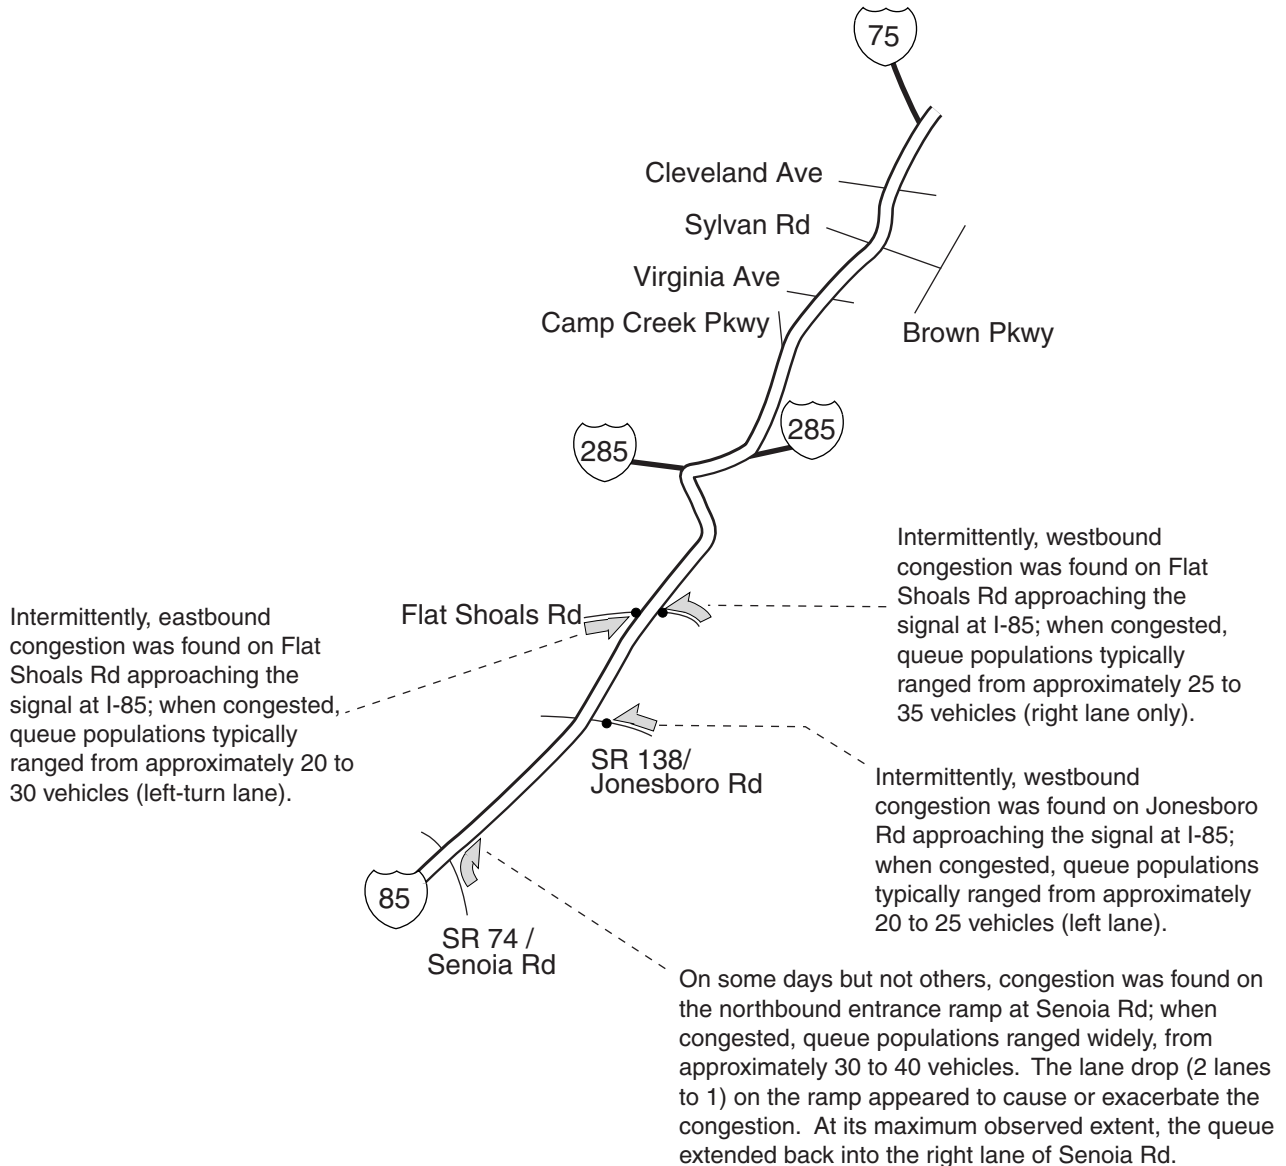 75
Cleveland Ave
Sylvan Rd
Virginia Ave
Camp Creek Pkwy
Brown Pkwy
285
285
Flat Shoals Rd
Intermittently, westbound
congestion was found on Flat
Shoals Rd approaching the
signal at I-85; when congested,
queue populations typically
ranged from approximately 25 to
35 vehicles (right lane only).
Intermittently, eastbound
congestion was found on Flat
Shoals Rd approaching the
signal at I-85; when congested,
queue populations typically
ranged from approximately 20 to
30 vehicles (left-turn lane).
SR 138/
Jonesboro Rd
Intermittently, westbound
congestion was found on Jonesboro
Rd approaching the signal at I-85;
when congested, queue populations
typically ranged from approximately
20 to 25 vehicles (left lane).
85
SR 74 /
Senoia Rd
On some days but not others, congestion was found on
the northbound entrance ramp at Senoia Rd; when
congested, queue populations ranged widely, from
approximately 30 to 40 vehicles. The lane drop (2 lanes
to 1) on the ramp appeared to cause or exacerbate the
congestion. At its maximum observed extent, the queue
extended back into the right lane of Senoia Rd.